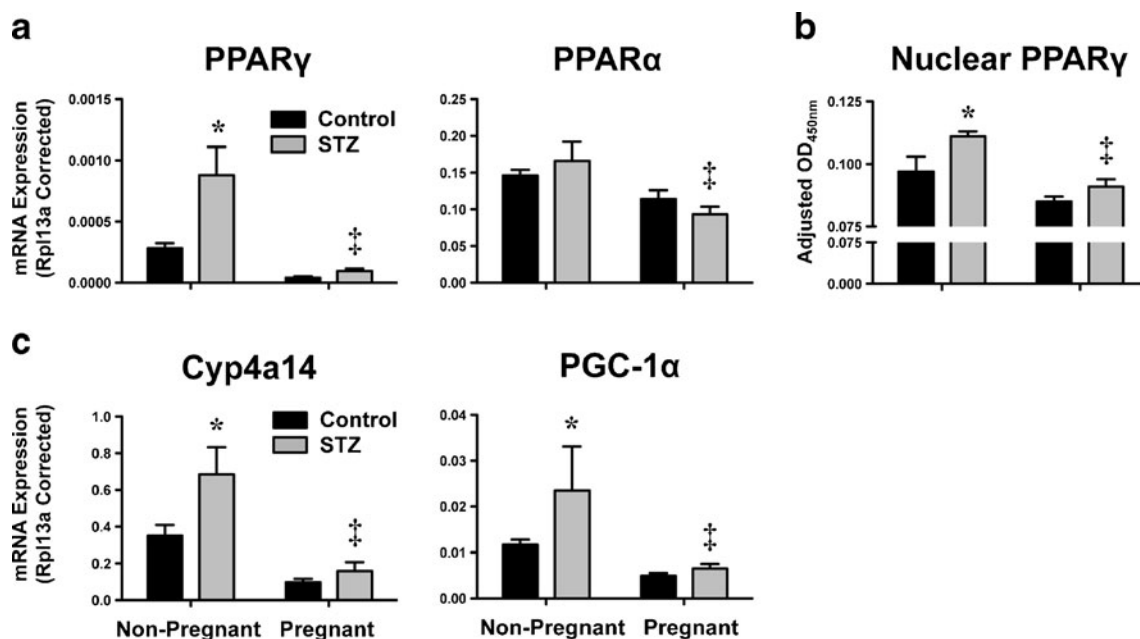 a
PPARγ
mRNA Expression
(Rpl13a Corrected)
0.0015
0.0010
0.0005
0.0000
*
‡
Control
STZ
PPARα
0.25
0.20
0.15
0.10
0.05
0.00
‡
b
Nuclear PPARγ
Adjusted OD450nm
0.125
0.100
0.075
0.075
0.000
*
‡
c
Cyp4a14
mRNA Expression
(Rpl13a Corrected)
1.0
0.8
0.6
0.4
0.2
0.0
*
‡
Control
STZ
Non-Pregnant Pregnant
PGC-1α
0.04
0.03
0.02
0.01
0.00
*
‡
Non-Pregnant Pregnant